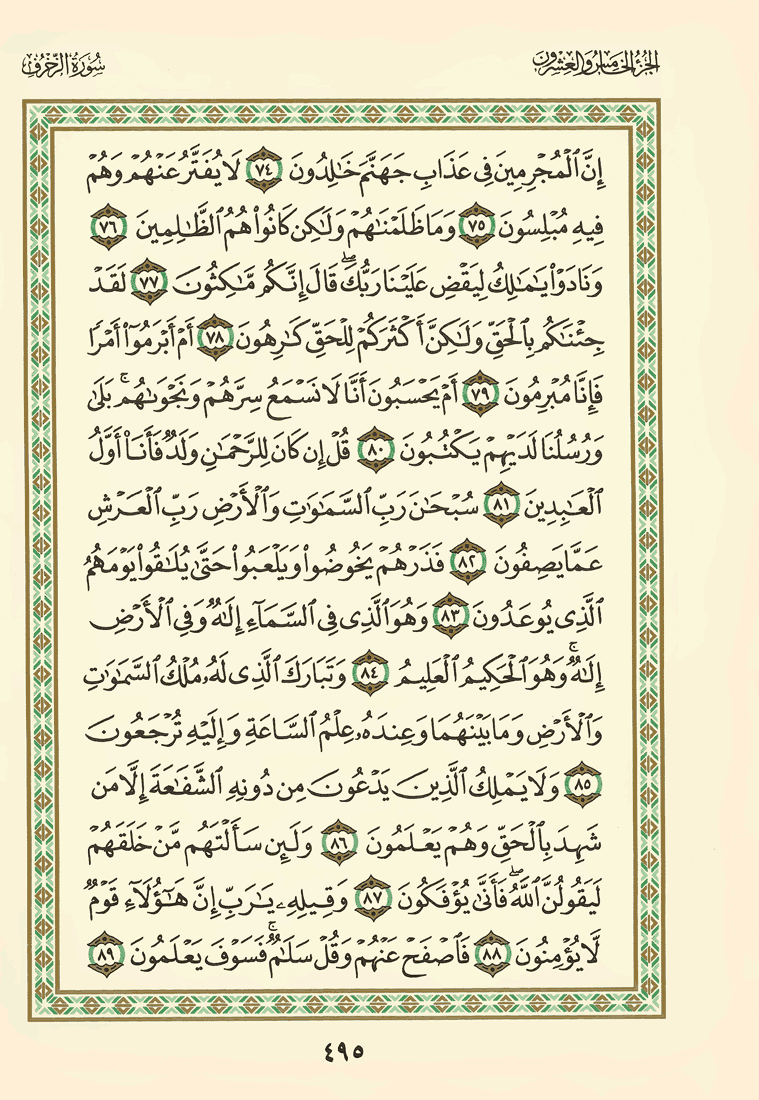 الجزء الخامس والعشرون
سورة الزخرف
إِنَّ ٱلْمُجْرِمِينَ فِى عَذَابِ جَهَنَّمَ خَٰلِدُونَ ٧٤ لَا يُفَتَّرُ عَنْهُمْ وَهُمْ
فِيهِ مُبْلِسُونَ ٧٥ وَمَا ظَلَمْنَٰهُمْ وَلَٰكِن كَانُوا۟ هُمُ ٱلظَّٰلِمِينَ ٧٦
وَنَادَوْا۟ يَٰمَٰلِكُ لِيَقْضِ عَلَيْنَا رَبُّكَ ۖ قَالَ إِنَّكُم مَّٰكِثُونَ ٧٧ لَقَدْ
جِئْنَٰكُم بِٱلْحَقِّ وَلَٰكِنَّ أَكْثَرَكُمْ لِلْحَقِّ كَٰرِهُونَ ٧٨ أَمْ أَبْرَمُوٓا۟ أَمْرًا
فَإِنَّا مُبْرِمُونَ ٧٩ أَمْ يَحْسَبُونَ أَنَّا لَا نَسْمَعُ سِرَّهُمْ وَنَجْوَىٰهُم ۚ بَلَىٰ
وَرُسُلُنَا لَدَيْهِمْ يَكْتُبُونَ ٨٠ قُلْ إِن كَانَ لِلرَّحْمَٰنِ وَلَدٌ فَأَنَا۠ أَوَّلُ
ٱلْعَٰبِدِينَ ٨١ سُبْحَٰنَ رَبِّ ٱلسَّمَٰوَٰتِ وَٱلْأَرْضِ رَبِّ ٱلْعَرْشِ
عَمَّا يَصِفُونَ ٨٢ فَذَرْهُمْ يَخُوضُوا۟ وَيَلْعَبُوا۟ حَتَّىٰ يُلَٰقُوا۟ يَوْمَهُمُ
ٱلَّذِى يُوعَدُونَ ٨٣ وَهُوَ ٱلَّذِى فِى ٱلسَّمَآءِ إِلَٰهٌ وَفِى ٱلْأَرْضِ
إِلَٰهٌ ۚ وَهُوَ ٱلْحَكِيمُ ٱلْعَلِيمُ ٨٤ وَتَبَارَكَ ٱلَّذِى لَهُۥ مُلْكُ ٱلسَّمَٰوَٰتِ
وَٱلْأَرْضِ وَمَا بَيْنَهُمَا وَعِندَهُۥ عِلْمُ ٱلسَّاعَةِ وَإِلَيْهِ تُرْجَعُونَ
٨٥ وَلَا يَمْلِكُ ٱلَّذِينَ يَدْعُونَ مِن دُونِهِ ٱلشَّفَٰعَةَ إِلَّا مَن
شَهِدَ بِٱلْحَقِّ وَهُمْ يَعْلَمُونَ ٨٦ وَلَئِن سَأَلْتَهُم مَّنْ خَلَقَهُمْ
لَيَقُولُنَّ ٱللَّهُ ۖ فَأَنَّىٰ يُؤْفَكُونَ ٨٧ وَقِيلِهِۦ يَٰرَبِّ إِنَّ هَٰٓؤُلَآءِ قَوْمٌ
لَّا يُؤْمِنُونَ ٨٨ فَٱصْفَحْ عَنْهُمْ وَقُلْ سَلَٰمٌ ۚ فَسَوْفَ يَعْلَمُونَ ٨٩
٤٩٥